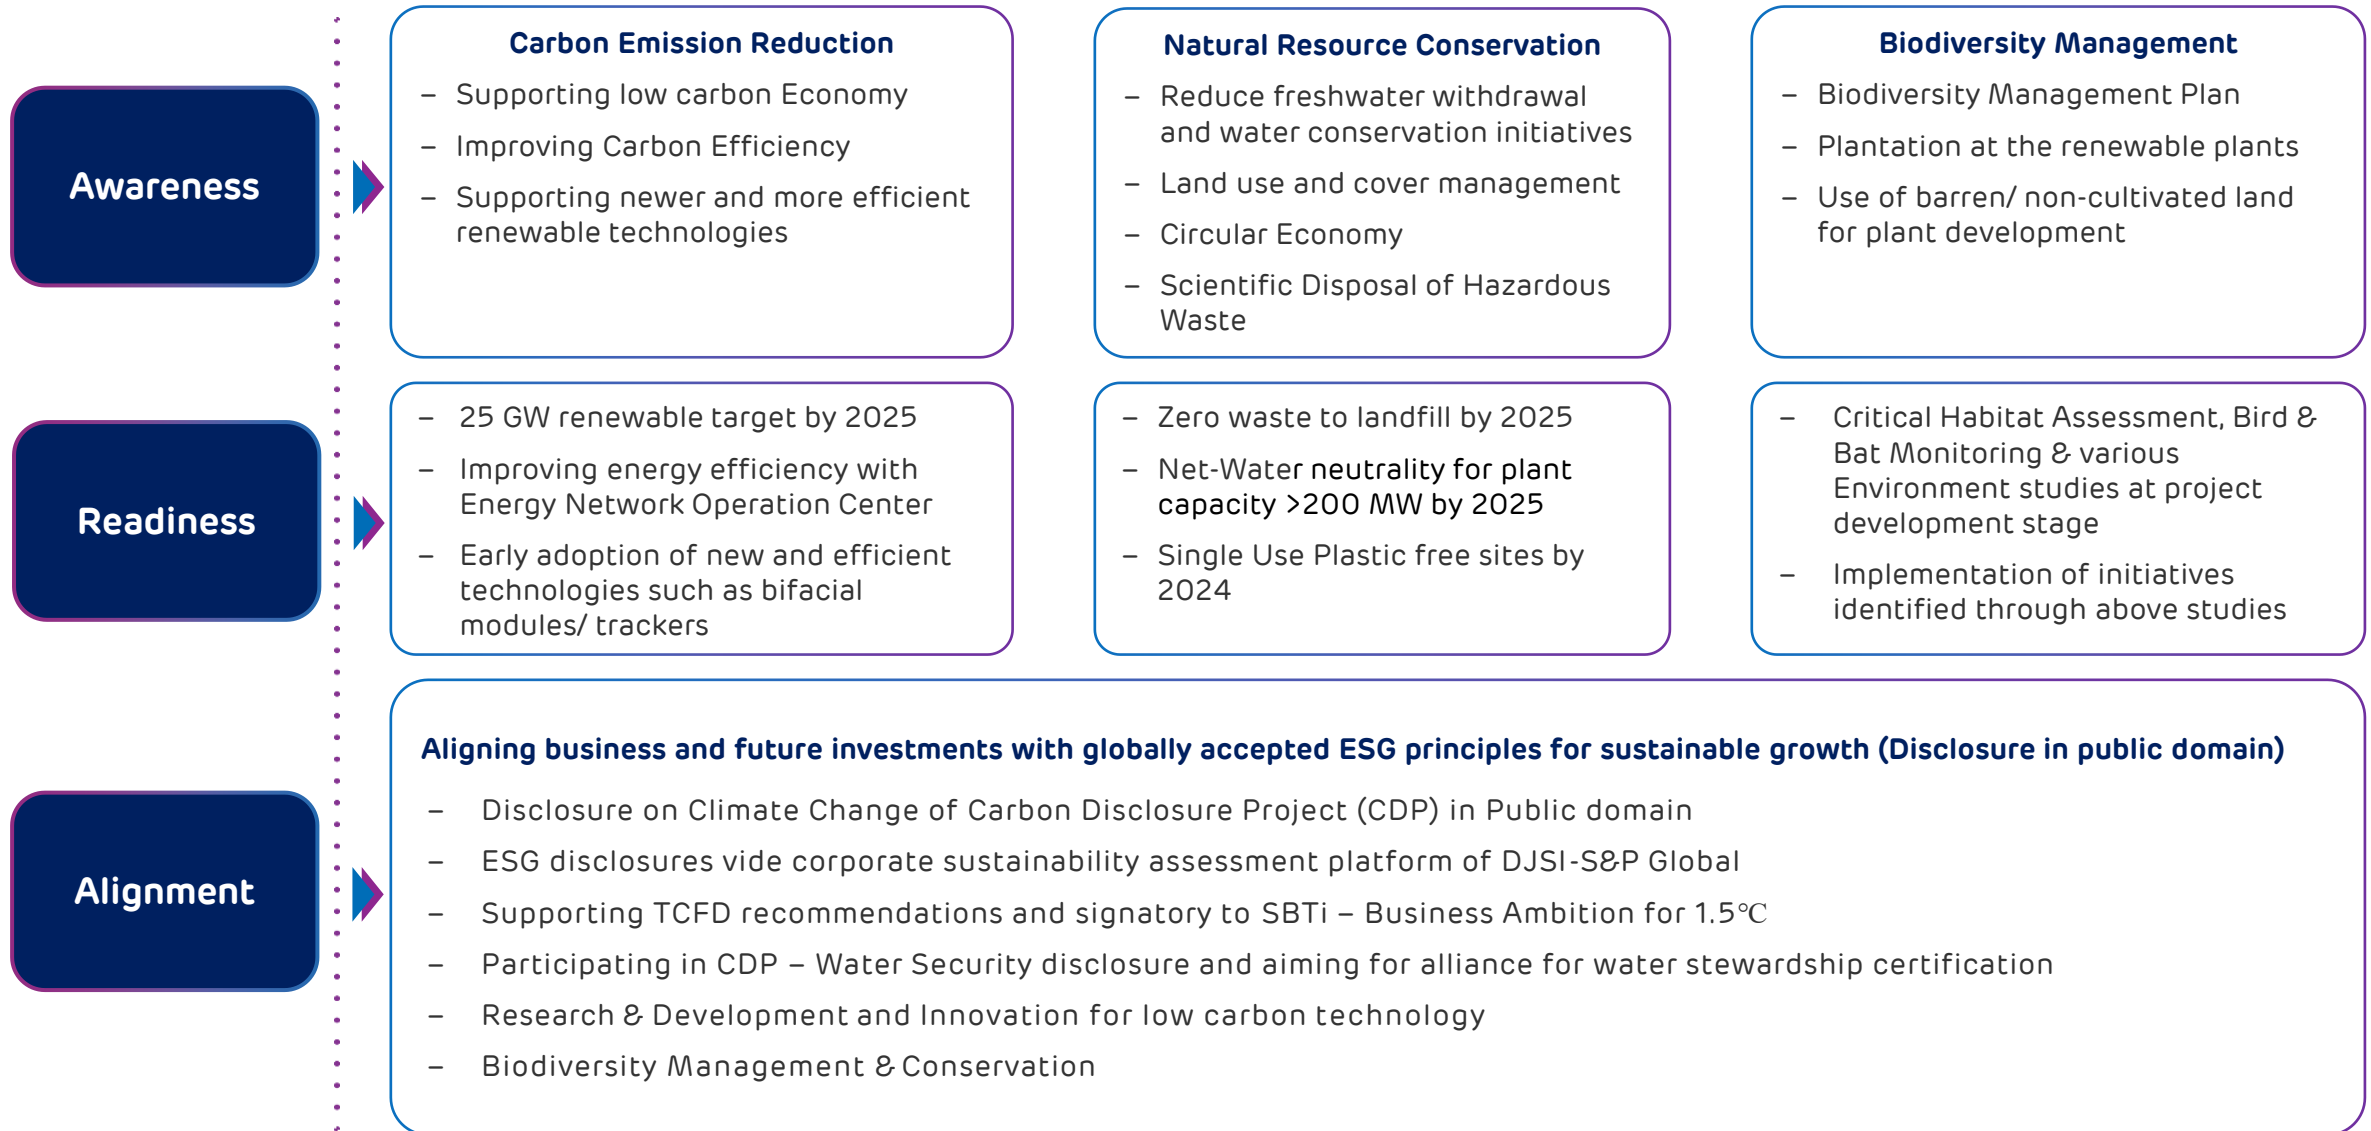 Awareness
Carbon Emission Reduction
– Supporting low carbon Economy
– Improving Carbon Efficiency
– Supporting newer and more efficient
renewable technologies
Natural Resource Conservation
– Reduce freshwater withdrawal
and water conservation initiatives
– Land use and cover management
– Circular Economy
– Scientific Disposal of Hazardous
Waste
Biodiversity Management
– Biodiversity Management Plan
– Plantation at the renewable plants
– Use of barren/ non-cultivated land
for plant development
Readiness
– 25 GW renewable target by 2025
– Improving energy efficiency with
Energy Network Operation Center
– Early adoption of new and efficient
technologies such as bifacial
modules/ trackers
– Zero waste to landfill by 2025
– Net-Water neutrality for plant
capacity >200 MW by 2025
– Single Use Plastic free sites by
2024
– Critical Habitat Assessment, Bird &
Bat Monitoring & various
Environment studies at project
development stage
– Implementation of initiatives
identified through above studies
Alignment
Aligning business and future investments with globally accepted ESG principles for sustainable growth (Disclosure in public domain)
– Disclosure on Climate Change of Carbon Disclosure Project (CDP) in Public domain
– ESG disclosures vide corporate sustainability assessment platform of DJSI-S&P Global
– Supporting TCFD recommendations and signatory to SBTi – Business Ambition for 1.5℃
– Participating in CDP – Water Security disclosure and aiming for alliance for water stewardship certification
– Research & Development and Innovation for low carbon technology
– Biodiversity Management & Conservation